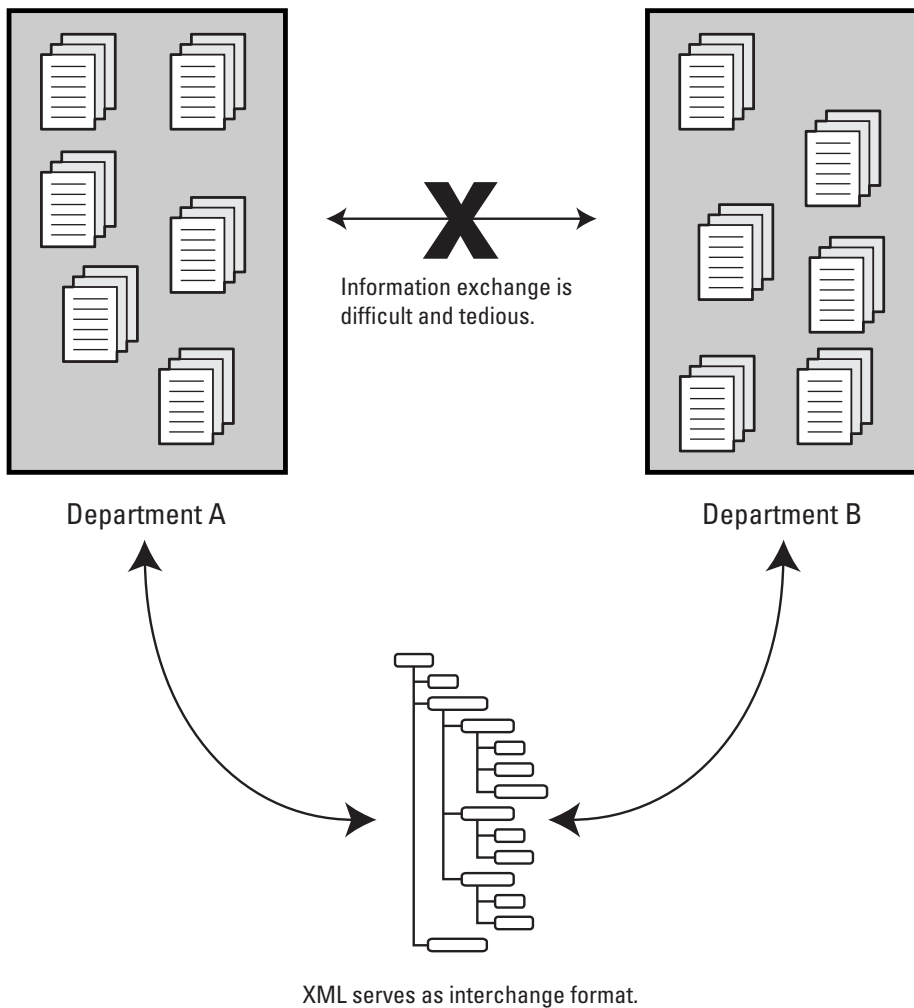 X
Information exchange is
difficult and tedious.
Department A
Department B
XML serves as interchange format.